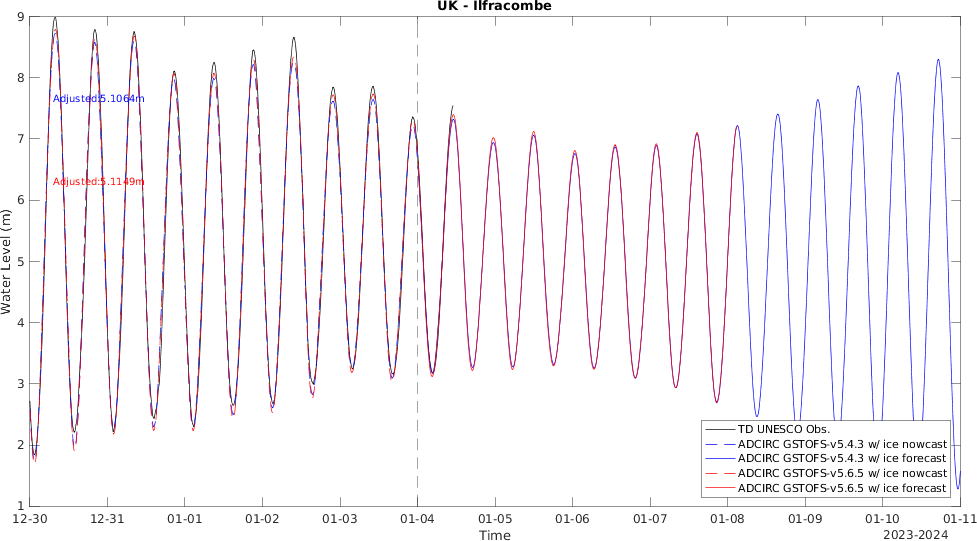 UK - Ilfracombe
9
8
7
6
5
4
3
2
1
Water Level (m)
Adjusted:5.1064m
Adjusted:5.1149m
TD UNESCO Obs.
ADCIRC GSTOFS-v5.4.3 w/ ice nowcast
ADCIRC GSTOFS-v5.4.3 w/ ice forecast
ADCIRC GSTOFS-v5.6.5 w/ ice nowcast
ADCIRC GSTOFS-v5.6.5 w/ ice forecast
12-30 12-31 01-01 01-02 01-03 01-04 01-05 01-06 01-07 01-08 01-09 01-10 01-11
Time
2023-2024